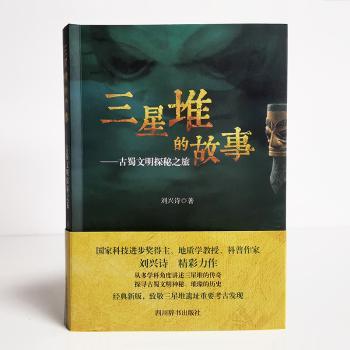 三星堆
的故事
——古蜀文明探秘之旅
刘兴诗◎著
国家科技进步奖得主、地质学教授、科普作家
刘兴诗 精彩力作
从多学科角度讲述三星堆的传奇
探寻古蜀文明神秘、璀璨的历史
经典新版，致敬三星堆遗址重要考古发现
四川辞书出版社